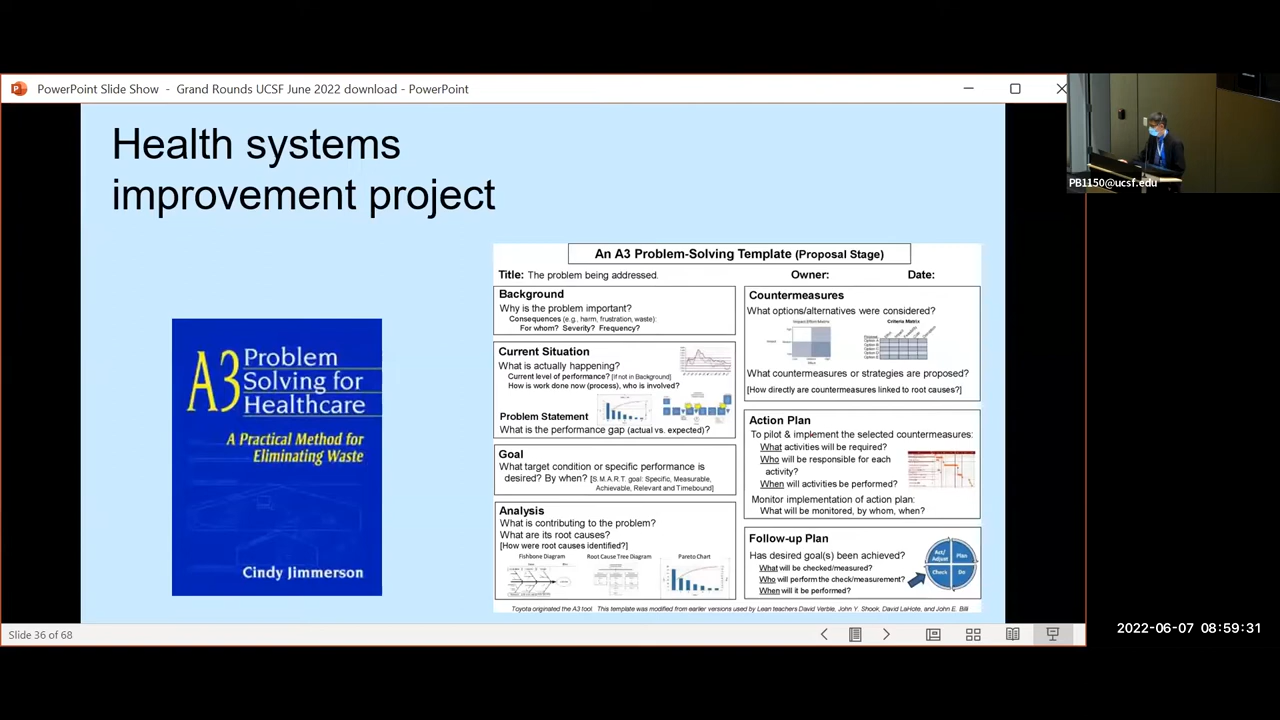 PowerPoint Slide Show - Grand Rounds UCSF June 2022 download - PowerPoint
PB1150@ucsf.edu
Health systems
improvement project
A3 Problem
Solving for
Healthcare
A Practical Method for
Eliminating Waste
Cindy Jimmerson
An A3 Problem-Solving Template (Proposal Stage)
Title: The problem being addressed. Owner: Date:
Background
Why is the problem important?
Consequences (e.g., harm, frustration, waste):
For whom? Severity? Frequency?
Current Situation
What is actually happening?
Current level of performance? [If not in Background]
How is work done now (process), who is involved?
Problem Statement
What is the performance gap (actual vs. expected)?
Goal
What target condition or specific performance is
desired? By when? [S.M.A.R.T. goal: Specific, Measurable,
Achievable, Relevant and Timebound]
Analysis
What is contributing to the problem?
What are its root causes?
[How were root causes identified?]
Fishbone Diagram Root Cause Tree Diagram Pareto Chart
Countermeasures
What options/alternatives were considered?
Criteria Matrix
What countermeasures or strategies are proposed?
[How directly are countermeasures linked to root causes?]
Action Plan
To pilot & implement the selected countermeasures:
What activities will be required?
Who will be responsible for each
activity?
When will activities be performed?
Monitor implementation of action plan:
What will be monitored, by whom, when?
Follow-up Plan
Has desired goal(s) been achieved?
What will be checked/measured?
Who will perform the check/measurement?
When will it be performed?
Act/
Adjust
Plan
Check
Do
Toyota originated the A3 tool This template was modified from earlier versions used by Lean teachers David Verble, John Y. Shook, David LaHote, and John E. Billi
Slide 36 of 68
2022-06-07 08:59:31